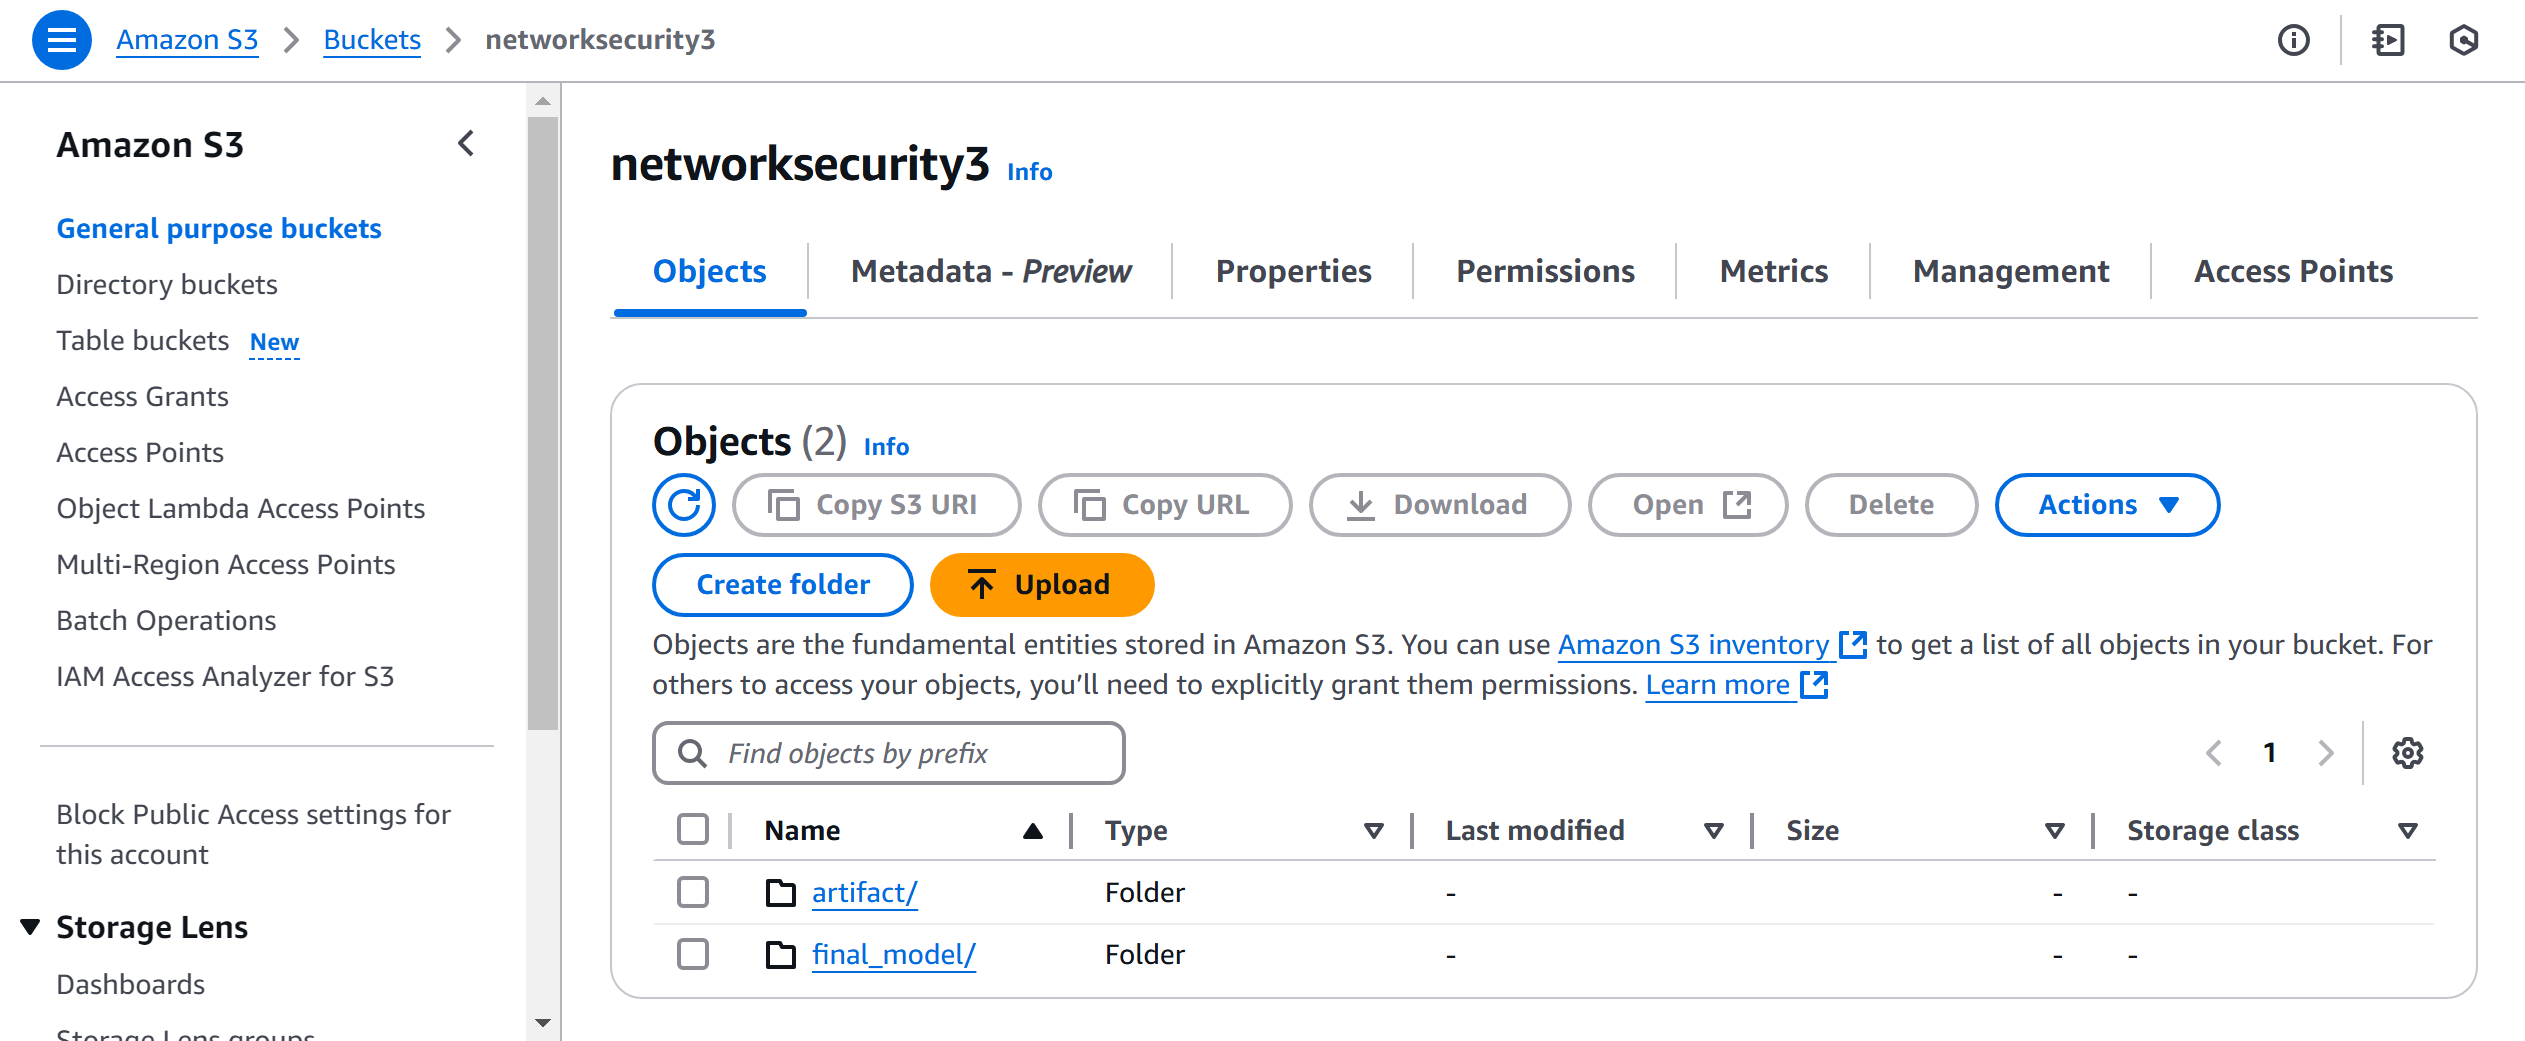 Amazon S3 > Buckets > networksecurity3
Amazon S3
General purpose buckets
Directory buckets
Table buckets New
Access Grants
Access Points
Object Lambda Access Points
Multi-Region Access Points
Batch Operations
IAM Access Analyzer for S3
Block Public Access settings for
this account
Storage Lens
Dashboards
Storage Lens groups
networksecurity3 Info
Objects
Metadata - Preview
Properties
Permissions
Metrics
Management
Access Points
Objects (2) Info
Copy S3 URI
Copy URL
Download
Open
Delete
Actions
Create folder
Upload
Objects are the fundamental entities stored in Amazon S3. You can use Amazon S3 inventory to get a list of all objects in your bucket. For
others to access your objects, you’ll need to explicitly grant them permissions. Learn more
Find objects by prefix
1
Name Type Last modified Size Storage class
artifact/ Folder - - -
final_model/ Folder - - -